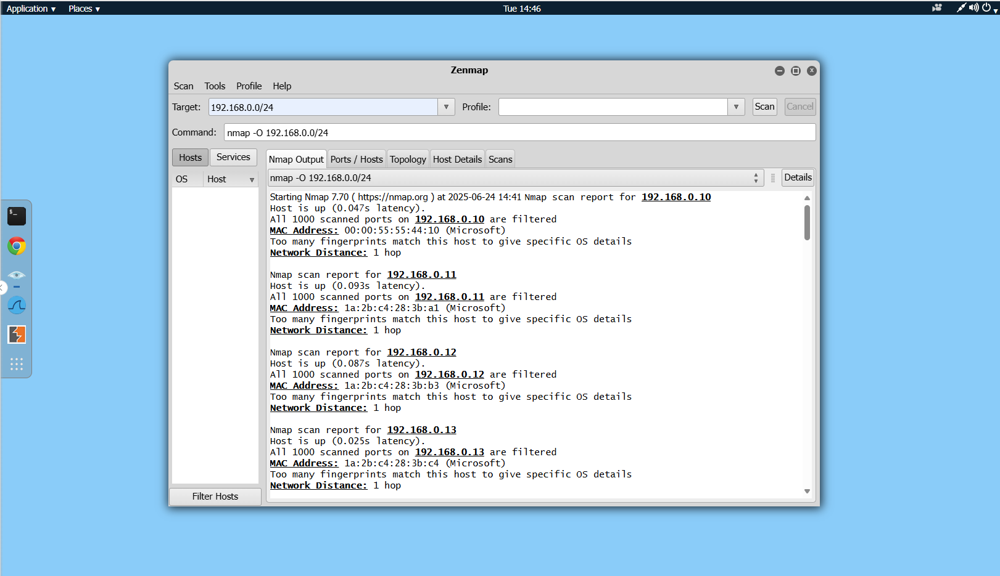 Application ▾ Places ▾ Tue 14:46
Zenmap
Scan Tools Profile Help
Target: 192.168.0.0/24 Profile: Scan Cancel
Command: nmap -O 192.168.0.0/24
Hosts Services Nmap Output Ports / Hosts Topology Host Details Scans
OS Host
nmap -O 192.168.0.0/24 Details
Starting Nmap 7.70 ( https://nmap.org ) at 2025-06-24 14:41 Nmap scan report for 192.168.0.10
Host is up (0.047s latency).
All 1000 scanned ports on 192.168.0.10 are filtered
MAC Address: 00:00:55:55:44:10 (Microsoft)
Too many fingerprints match this host to give specific OS details
Network Distance: 1 hop
Nmap scan report for 192.168.0.11
Host is up (0.093s latency).
All 1000 scanned ports on 192.168.0.11 are filtered
MAC Address: 1a:2b:c4:28:3b:a1 (Microsoft)
Too many fingerprints match this host to give specific OS details
Network Distance: 1 hop
Nmap scan report for 192.168.0.12
Host is up (0.087s latency).
All 1000 scanned ports on 192.168.0.12 are filtered
MAC Address: 1a:2b:c4:28:3b:b3 (Microsoft)
Too many fingerprints match this host to give specific OS details
Network Distance: 1 hop
Nmap scan report for 192.168.0.13
Host is up (0.025s latency).
All 1000 scanned ports on 192.168.0.13 are filtered
MAC Address: 1a:2b:c4:28:3b:c4 (Microsoft)
Too many fingerprints match this host to give specific OS details
Network Distance: 1 hop
Filter Hosts